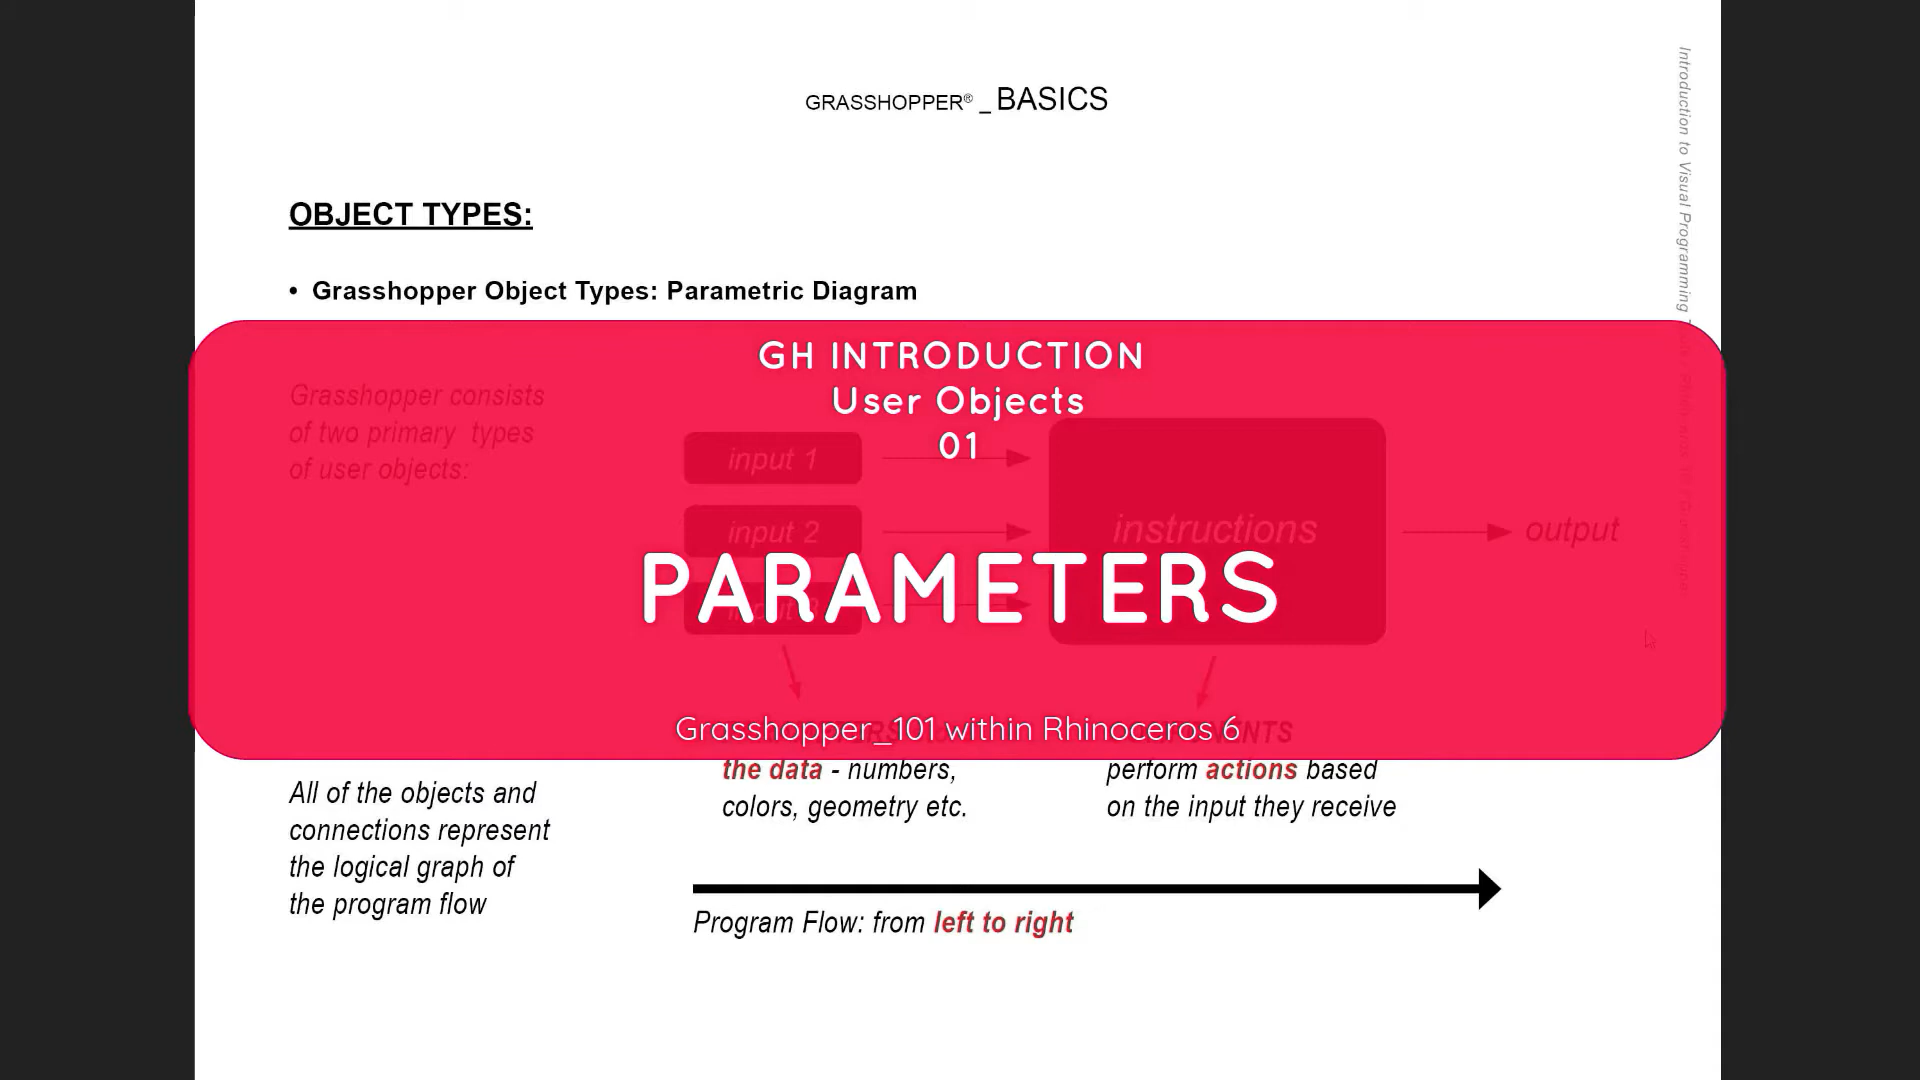 GRASSHOPPER® _BASICS
OBJECT TYPES:
• Grasshopper Object Types: Parametric Diagram
GH INTRODUCTION
User Objects
01
Grasshopper consists
of two primary types
of user objects:
input 1
input 2
instructions
output
PARAMETERS
Grasshopper_101 within Rhinoceros 6
the data - numbers,
colors, geometry etc.
perform actions based
on the input they receive
All of the objects and
connections represent
the logical graph of
the program flow
Program Flow: from left to right
Introduction to Visual Programming